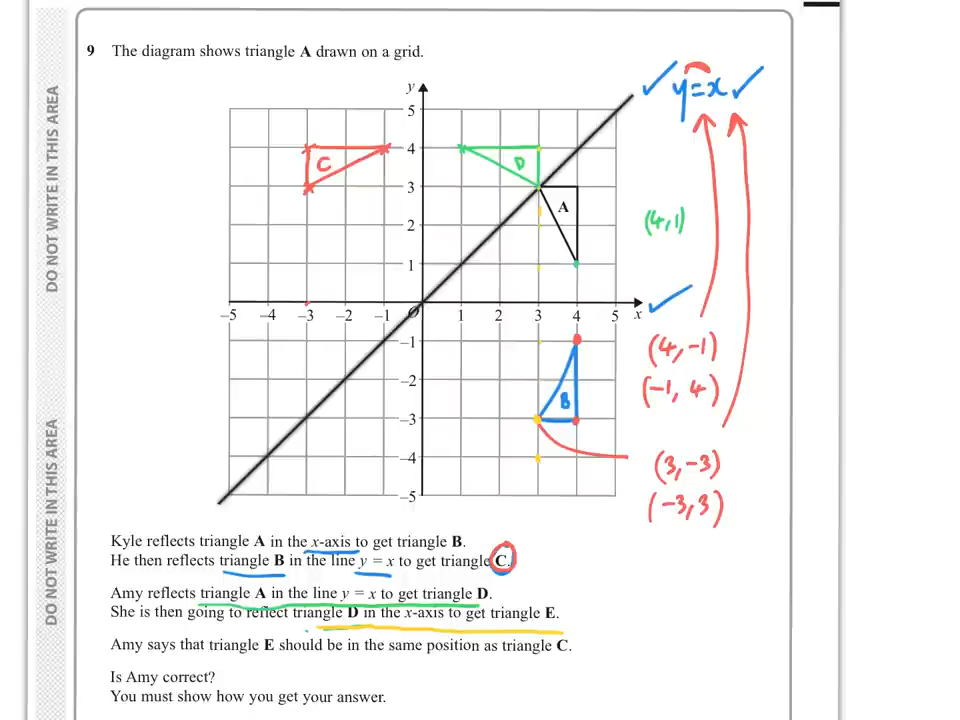 DO NOT WRITE IN THIS AREA
DO NOT WRITE IN THIS AREA
9 The diagram shows triangle A drawn on a grid.
y
5
4
3
2
1
O
–5 –4 –3 –2 –1 1 2 3 4 5 x
–1
–2
–3
–4
–5
C
D
A
B
y=x
(4,1)
(4,-1)
(-1, 4)
(3,-3)
(-3,3)
Kyle reflects triangle A in the x-axis to get triangle B.
He then reflects triangle B in the line y = x to get triangle C.
Amy reflects triangle A in the line y = x to get triangle D.
She is then going to reflect triangle D in the x-axis to get triangle E.
Amy says that triangle E should be in the same position as triangle C.
Is Amy correct?
You must show how you get your answer.